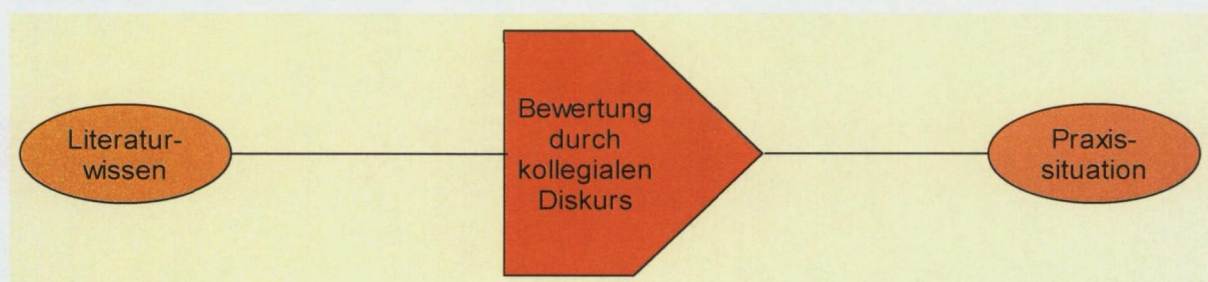 Literatur-
wissen
Bewertung
durch
kollegialen
Diskurs
Praxis-
situation